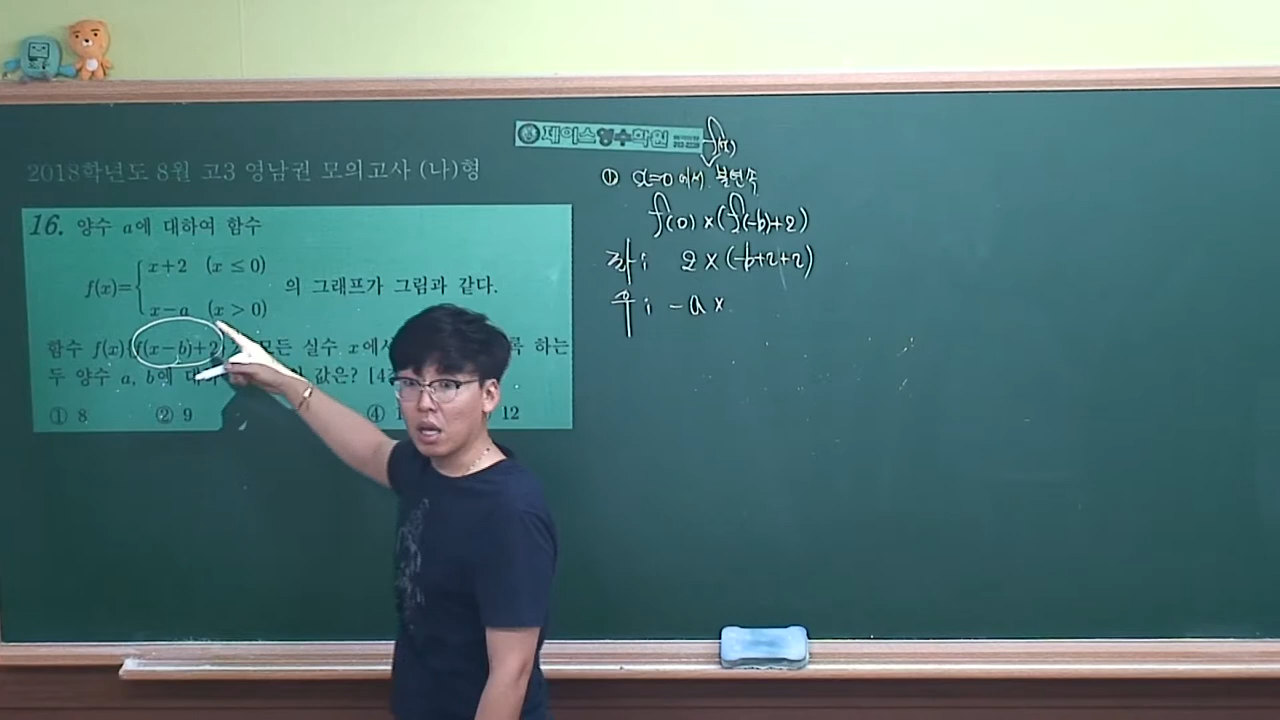 제이스영수학원
2018학년도 8월 고3 영남권 모의고사 (나)형
16. 양수 a에 대하여 함수
f(x)={ x+2 (x ≤ 0)
x-a (x > 0)
의 그래프가 그림과 같다.
함수 f(x){f(x-b)+2} 모든 실수 x에서 하는
두 양수 a, b에 값은?
① 8 ② 9 ④ 12
f(x)
① x=0에서 불연속
f(0)×(f(-b)+2)
좌; 2×(-b+2+2)
우; -a×